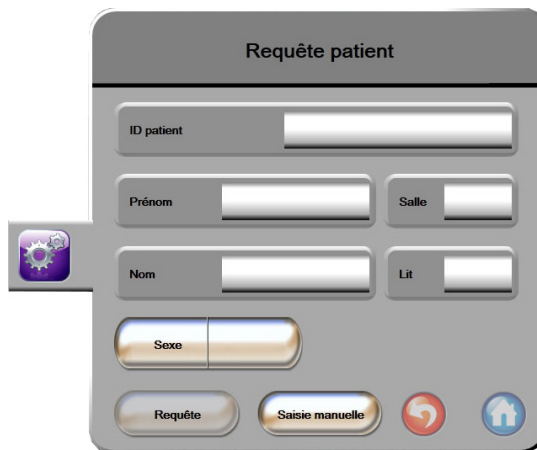 Requête patient
ID patient
Prénom
Salle
Nom
Lit
Sexe
Requête
Saisie manuelle